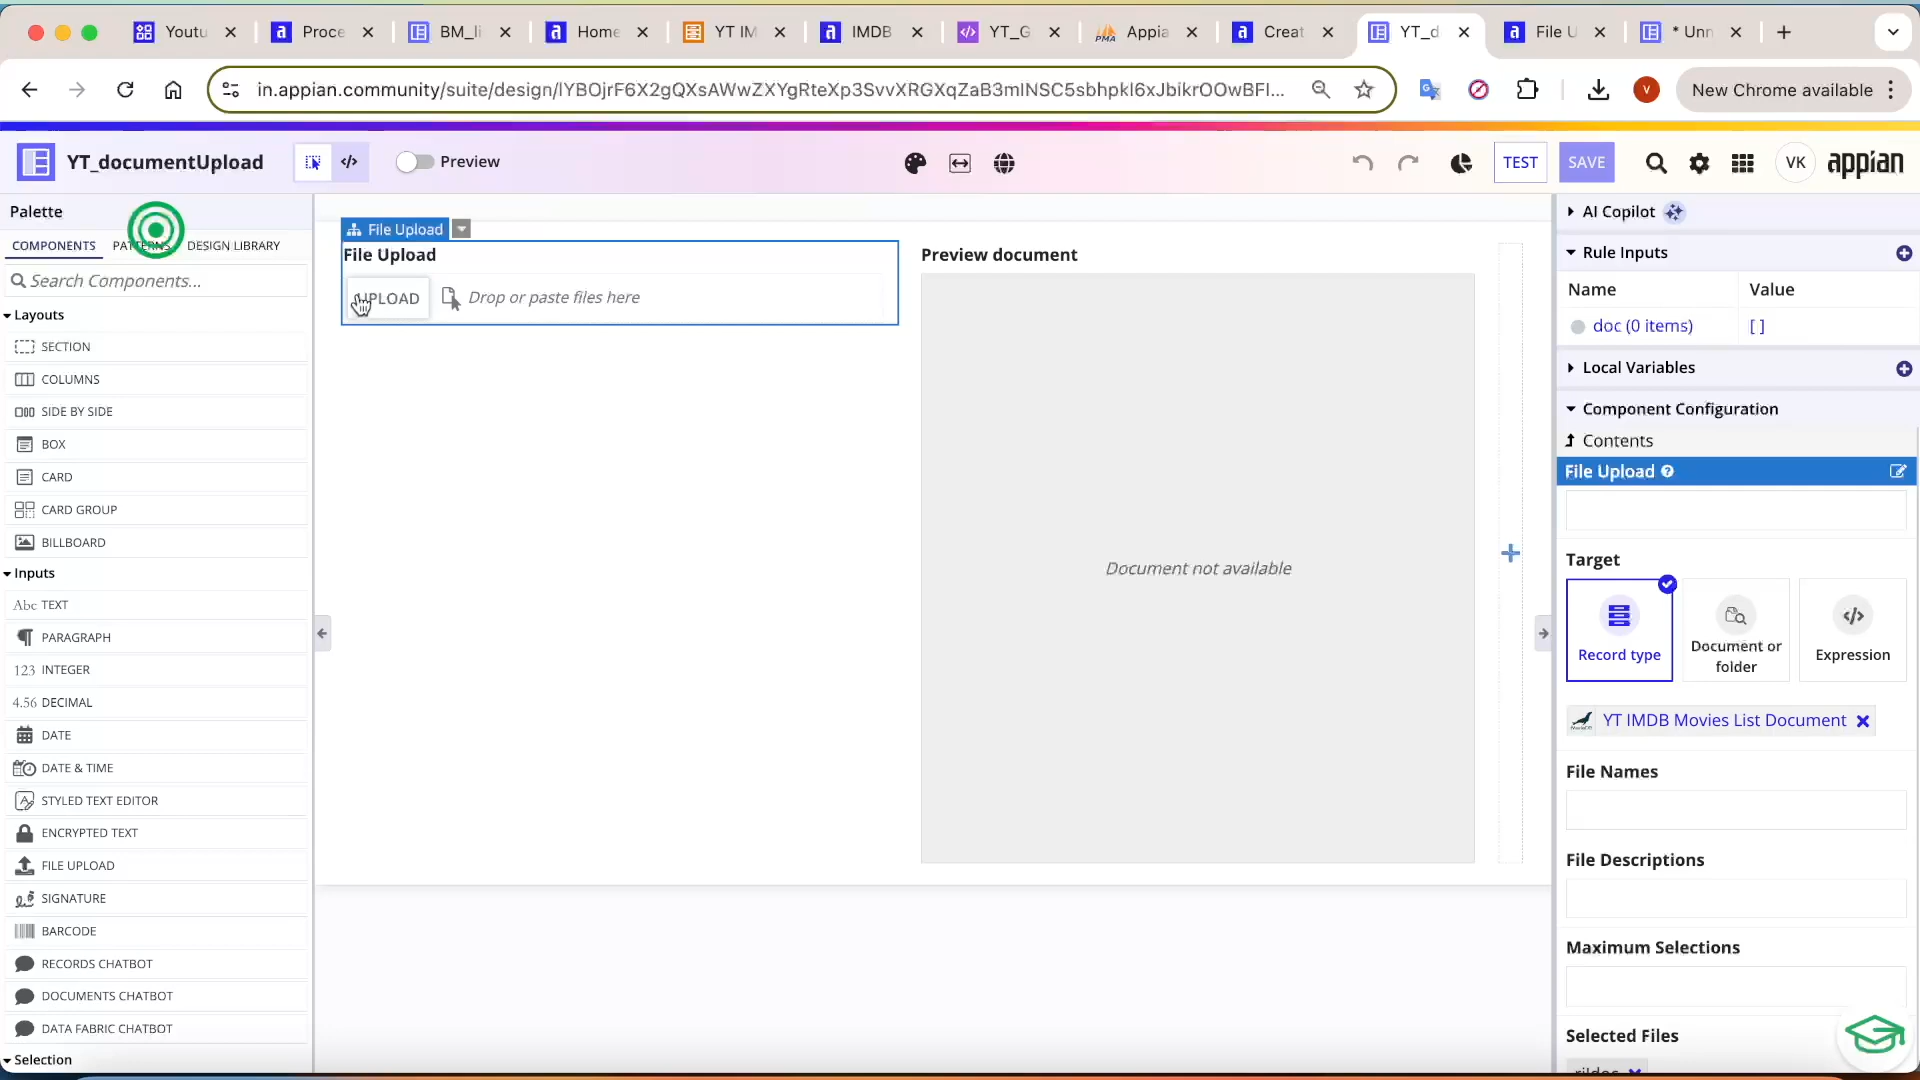 Youtu
Proce
BM_li
Home
YT IM
IMDB
YT_G
Appia
Creat
YT_d
File U
* Unn
in.appian.community/suite/design/lYBOjrF6X2gQXsAWwZXYgRteXp3SvvXRGXqZaB3mlNSC5sbhpkl6xJbikrOOwBFI...
V
New Chrome available
YT_documentUpload
Preview
TEST
SAVE
VK
appian
Palette
COMPONENTS
PATTERNS
DESIGN LIBRARY
Search Components...
Layouts
SECTION
COLUMNS
SIDE BY SIDE
BOX
CARD
CARD GROUP
BILLBOARD
Inputs
Abc TEXT
PARAGRAPH
123 INTEGER
4.56 DECIMAL
DATE
DATE & TIME
STYLED TEXT EDITOR
ENCRYPTED TEXT
FILE UPLOAD
SIGNATURE
BARCODE
RECORDS CHATBOT
DOCUMENTS CHATBOT
DATA FABRIC CHATBOT
Selection
File Upload
File Upload
UPLOAD
Drop or paste files here
Preview document
Document not available
AI Copilot
Rule Inputs
Name
Value
doc (0 items)
[ ]
Local Variables
Component Configuration
Contents
File Upload
Target
Record type
Document or folder
Expression
YT IMDB Movies List Document
File Names
File Descriptions
Maximum Selections
Selected Files